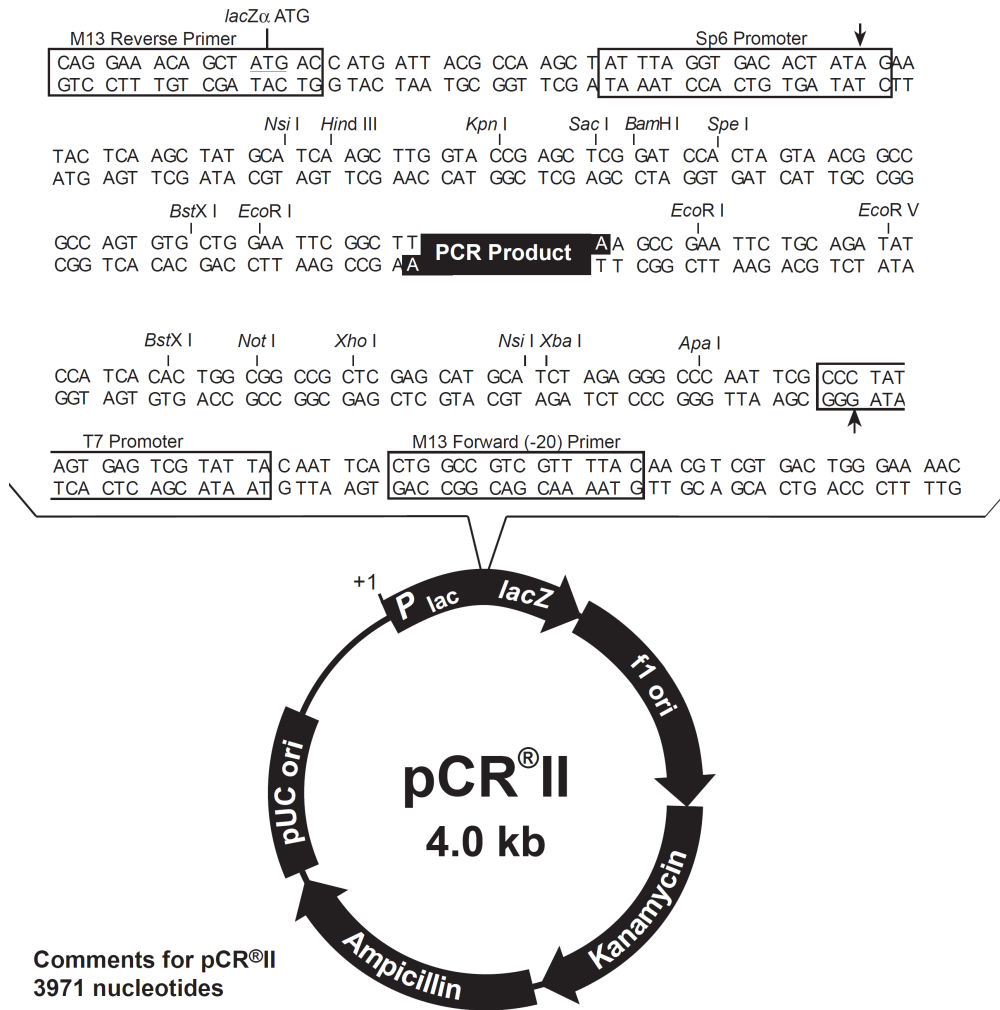 lacZα ATG
M13 Reverse Primer
Sp6 Promoter
CAG GAA ACA GCT ATG AC C ATG ATT ACG CCA AGC T AT TTA GGT GAC ACT ATA G AA
GTC CTT TGT CGA TAC TG G TAC TAA TGC GGT TCG A TA AAT CCA CTG TGA TAT C TT
Nsi I Hind III Kpn I Sac I BamH I Spe I
TAC TCA AGC TAT GCA TCA AGC TTG GTA CCG AGC TCG GAT CCA CTA GTA ACG GCC
ATG AGT TCG ATA CGT AGT TCG AAC CAT GGC TCG AGC CTA GGT GAT CAT TGC CGG
BstX I EcoR I EcoR I EcoR V
GCC AGT GTG CTG GAA TTC GGC TT PCR Product A A GCC GAA TTC TGC AGA TAT
CGG TCA CAC GAC CTT AAG CCG A A T T CGG CTT AAG ACG TCT ATA
BstX I Not I Xho I Nsi I Xba I Apa I
CCA TCA CAC TGG CGG CCG CTC GAG CAT GCA TCT AGA GGG CCC AAT TCG CCC TAT
GGT AGT GTG ACC GCC GGC GAG CTC GTA CGT AGA TCT CCC GGG TTA AGC GGG ATA
T7 Promoter M13 Forward (-20) Primer
AGT GAG TCG TAT TA C AAT TCA CTG GCC GTC GTT TTA C AA CGT CGT GAC TGG GAA AAC
TCA CTC AGC ATA AT G TTA AGT GAC CGG CAG CAA AAT G TT GCA GCA CTG ACC CTT TTG
+1
P lac lacZ
f1 ori
Kanamycin
Ampicillin
pUC ori
pCR®II
4.0 kb
Comments for pCR®II
3971 nucleotides